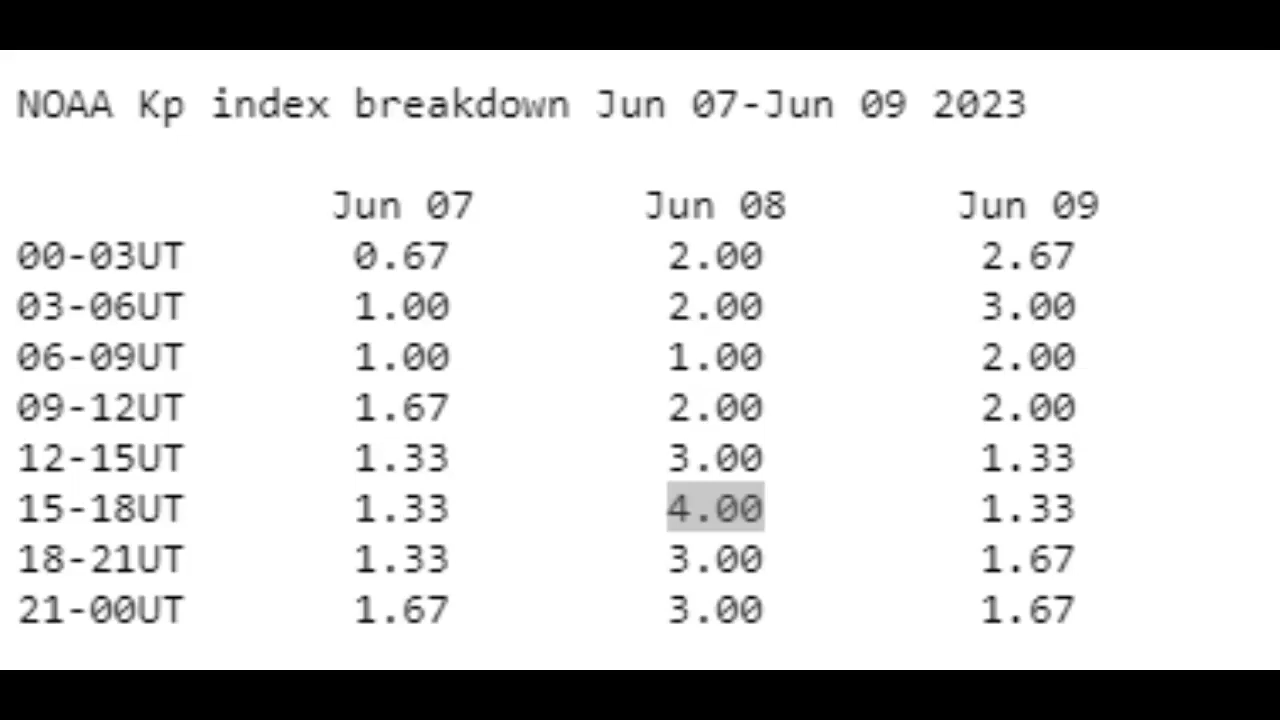 NOAA Kp index breakdown Jun 07-Jun 09 2023
Jun 07 Jun 08 Jun 09
00-03UT 0.67 2.00 2.67
03-06UT 1.00 2.00 3.00
06-09UT 1.00 1.00 2.00
09-12UT 1.67 2.00 2.00
12-15UT 1.33 3.00 1.33
15-18UT 1.33 4.00 1.33
18-21UT 1.33 3.00 1.67
21-00UT 1.67 3.00 1.67